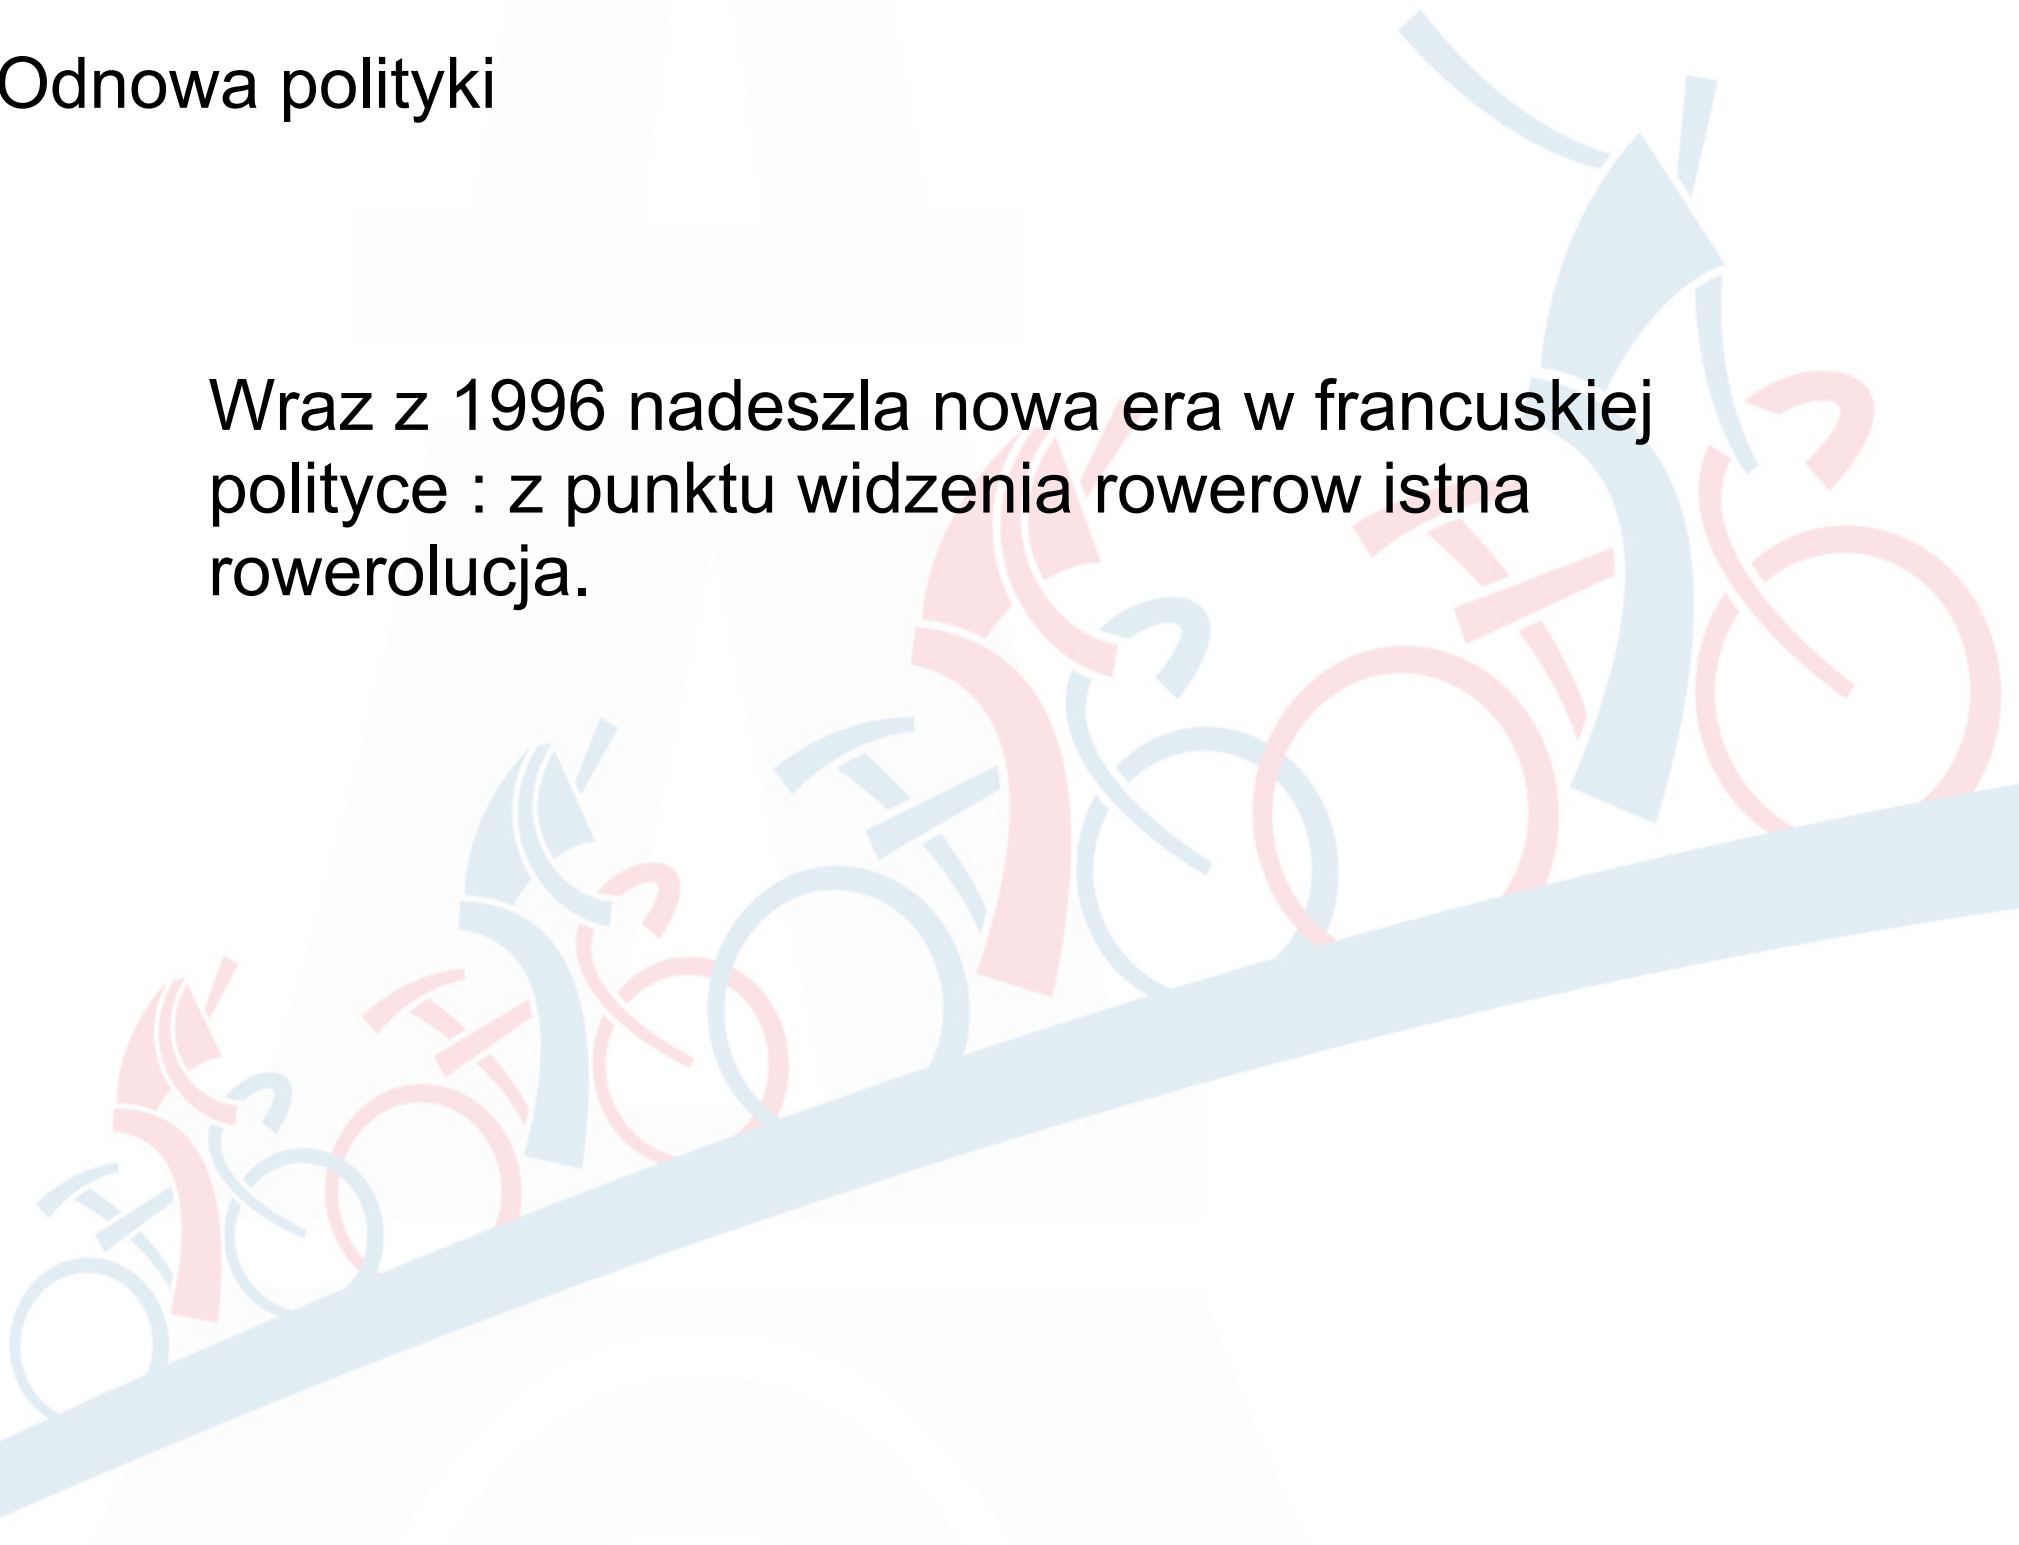 Odnowa polityki
Wraz z 1996 nadeszla nowa era w francuskiej
polityce : z punktu widzenia rowerow istna
rowerolucja.